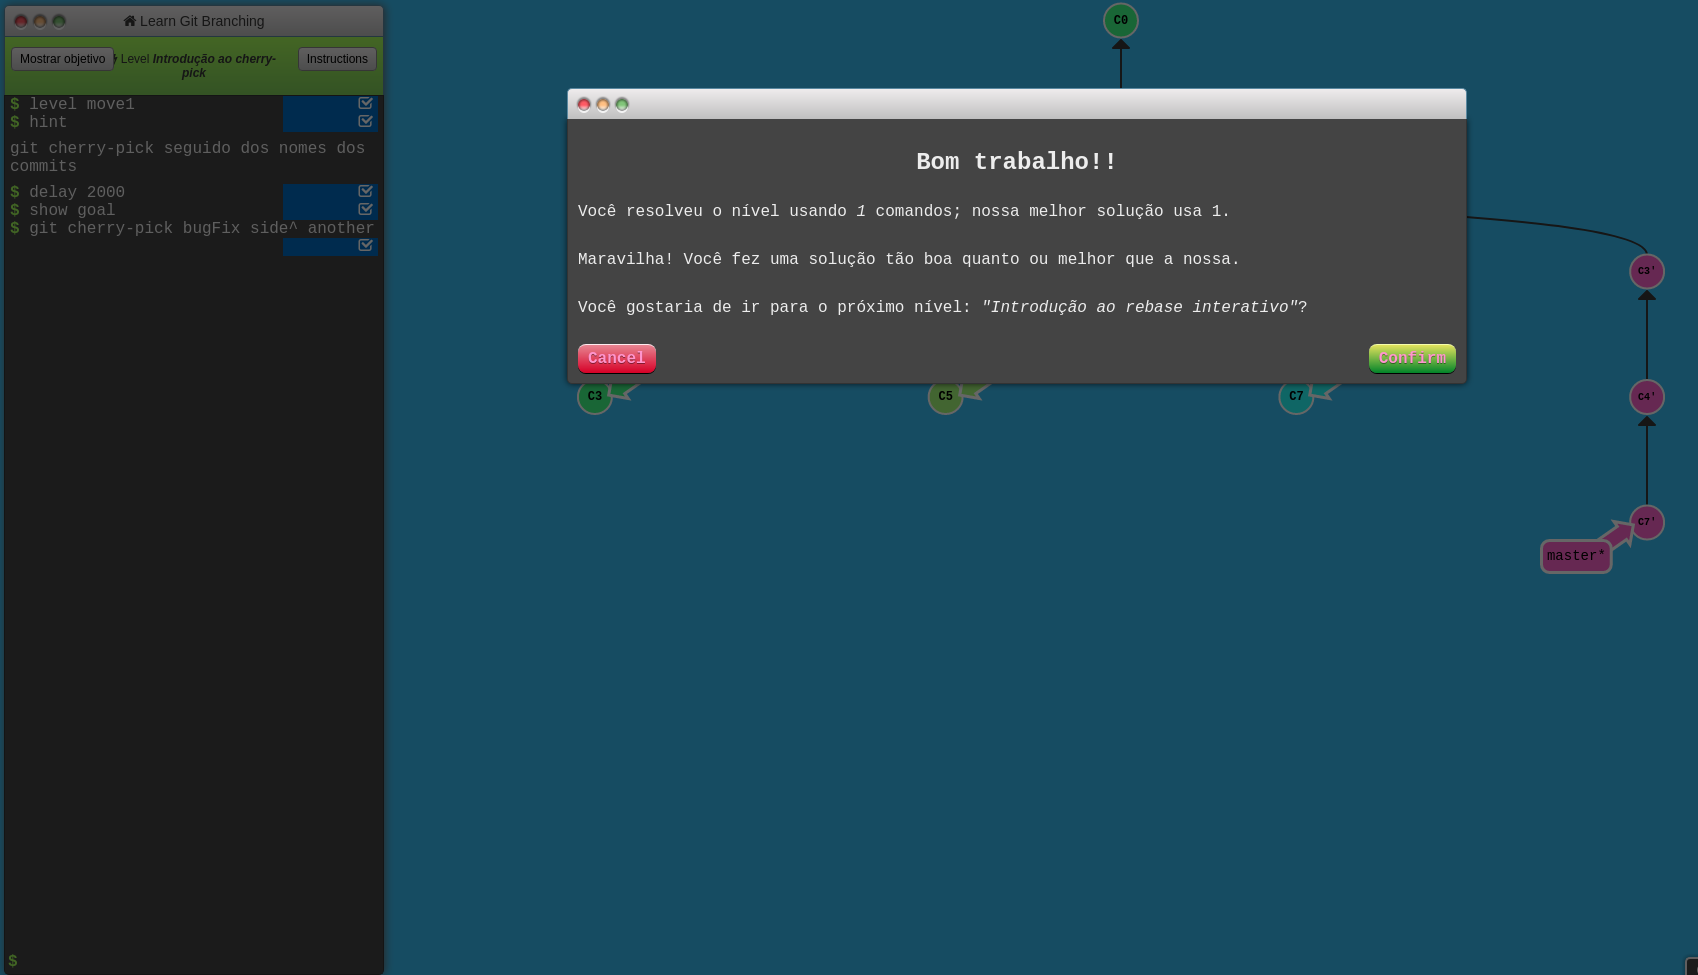 Learn Git Branching
Mostrar objetivo
Level Introdução ao cherry-
pick
Instructions
$ level move1
$ hint
git cherry-pick seguido dos nomes dos
commits
$ delay 2000
$ show goal
$ git cherry-pick bugFix side^ another
$
C0
Bom trabalho!!
Você resolveu o nível usando 1 comandos; nossa melhor solução usa 1.
Maravilha! Você fez uma solução tão boa quanto ou melhor que a nossa.
Você gostaria de ir para o próximo nível: "Introdução ao rebase interativo"?
Cancel
Confirm
C3'
C3
C5
C7
C4'
C7'
master*